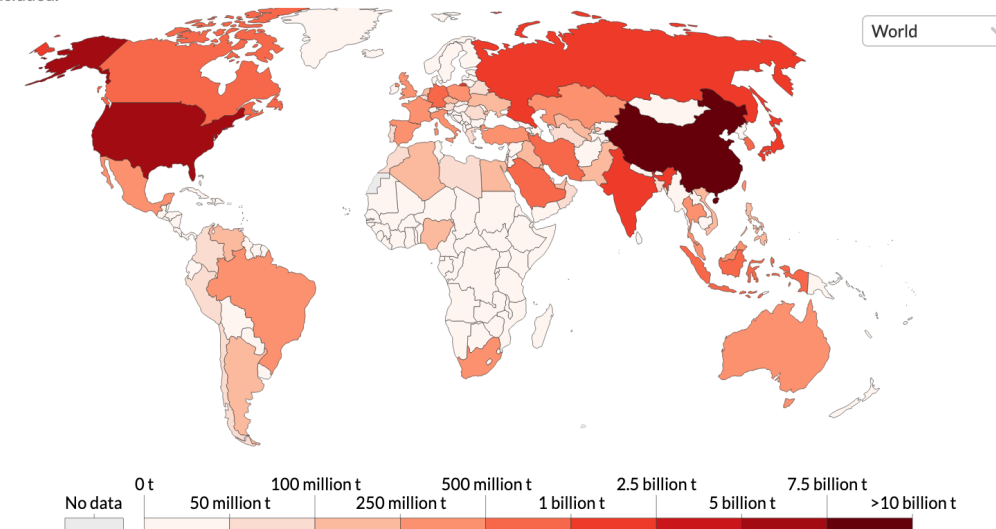 World
0 t
100 million t
500 million t
2.5 billion t
7.5 billion t
No data
50 million t
250 million t
1 billion t
5 billion t
>10 billion t